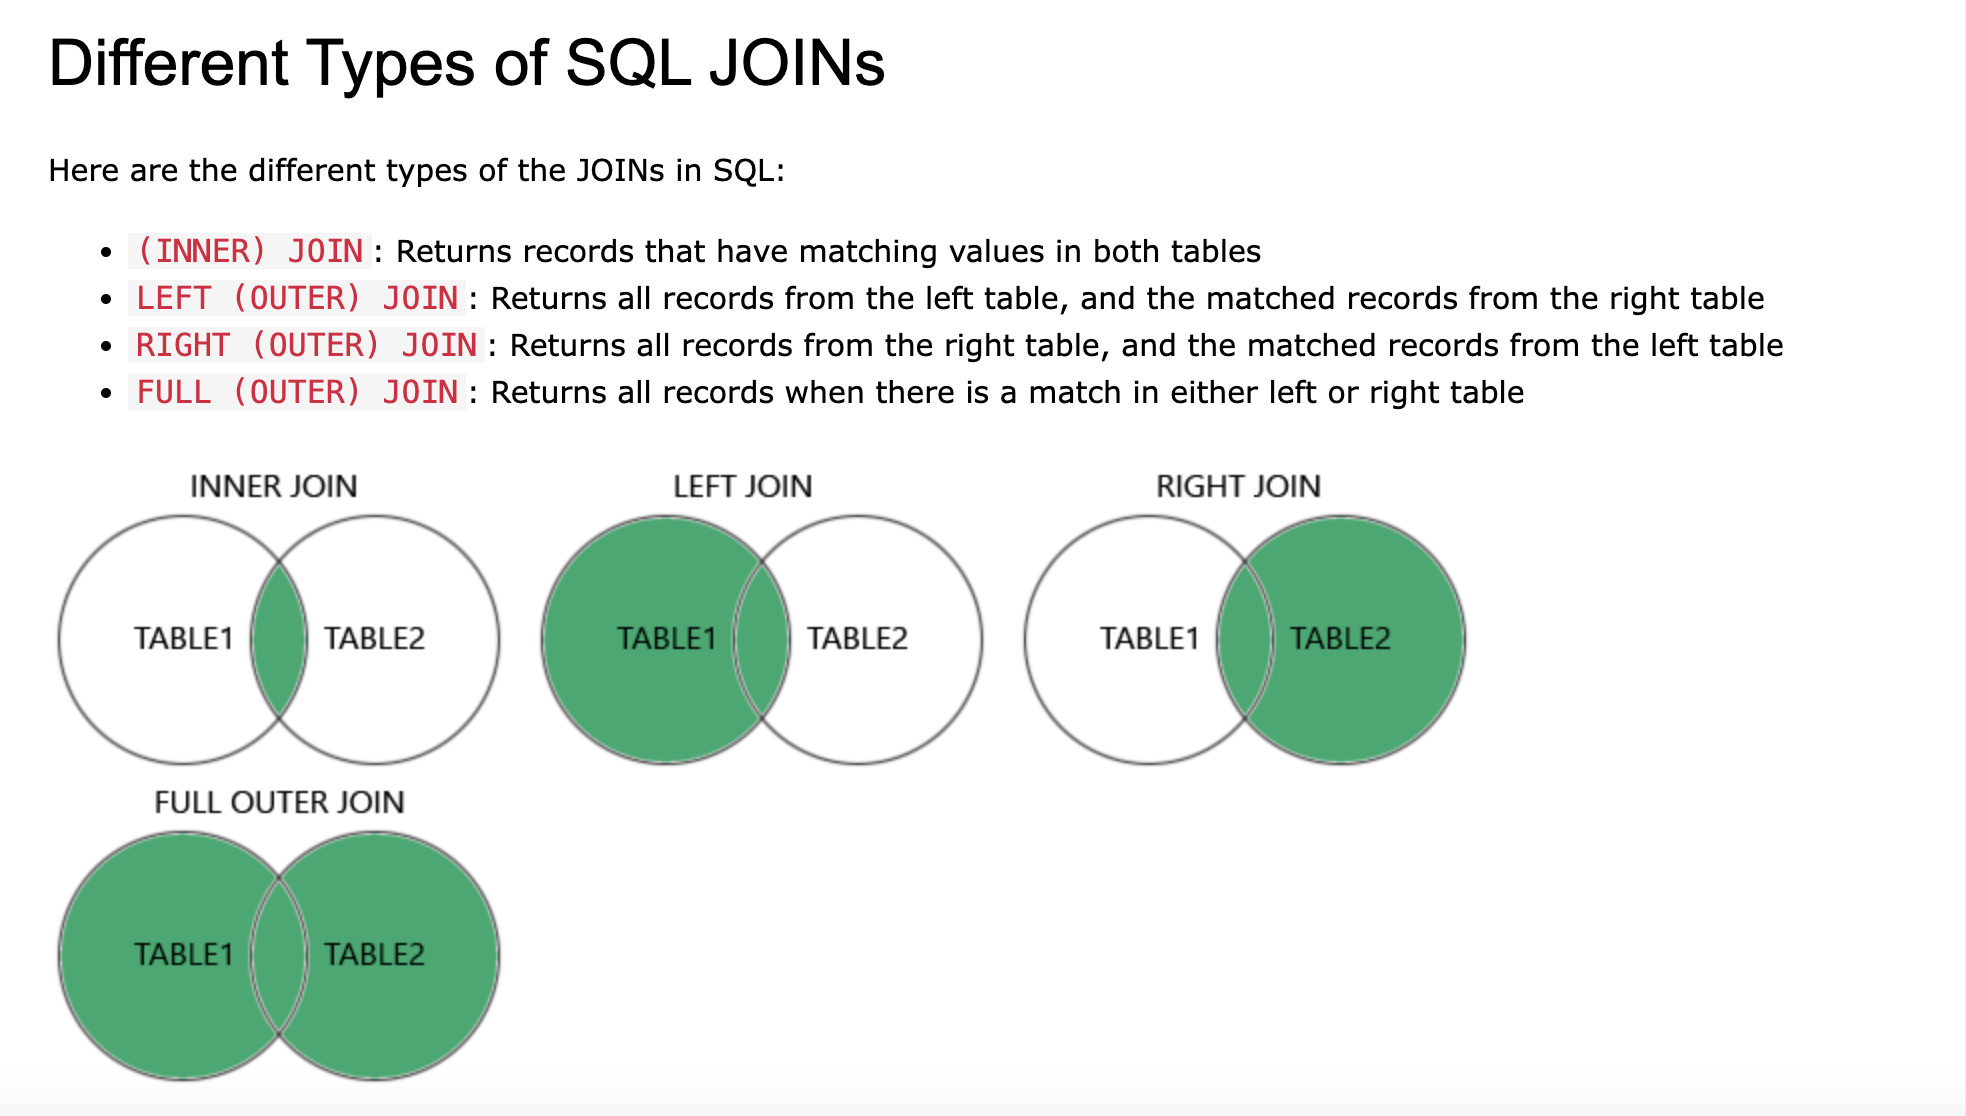 Different Types of SQL JOINs
Here are the different types of the JOINs in SQL:
• (INNER) JOIN: Returns records that have matching values in both tables
• LEFT (OUTER) JOIN: Returns all records from the left table, and the matched records from the right table
• RIGHT (OUTER) JOIN: Returns all records from the right table, and the matched records from the left table
• FULL (OUTER) JOIN: Returns all records when there is a match in either left or right table
INNER JOIN
TABLE1 TABLE2
LEFT JOIN
TABLE1 TABLE2
RIGHT JOIN
TABLE1 TABLE2
FULL OUTER JOIN
TABLE1 TABLE2